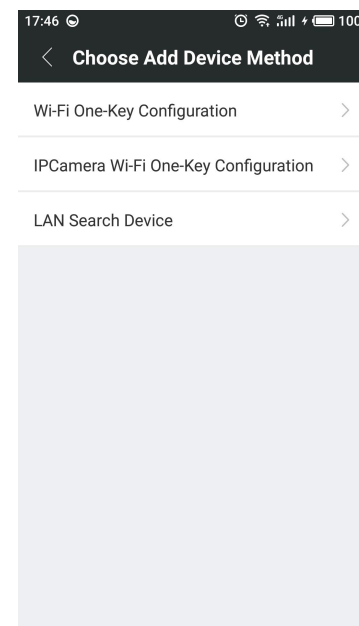 17:46 4G 100
Choose Add Device Method
Wi-Fi One-Key Configuration
IPCamera Wi-Fi One-Key Configuration
LAN Search Device